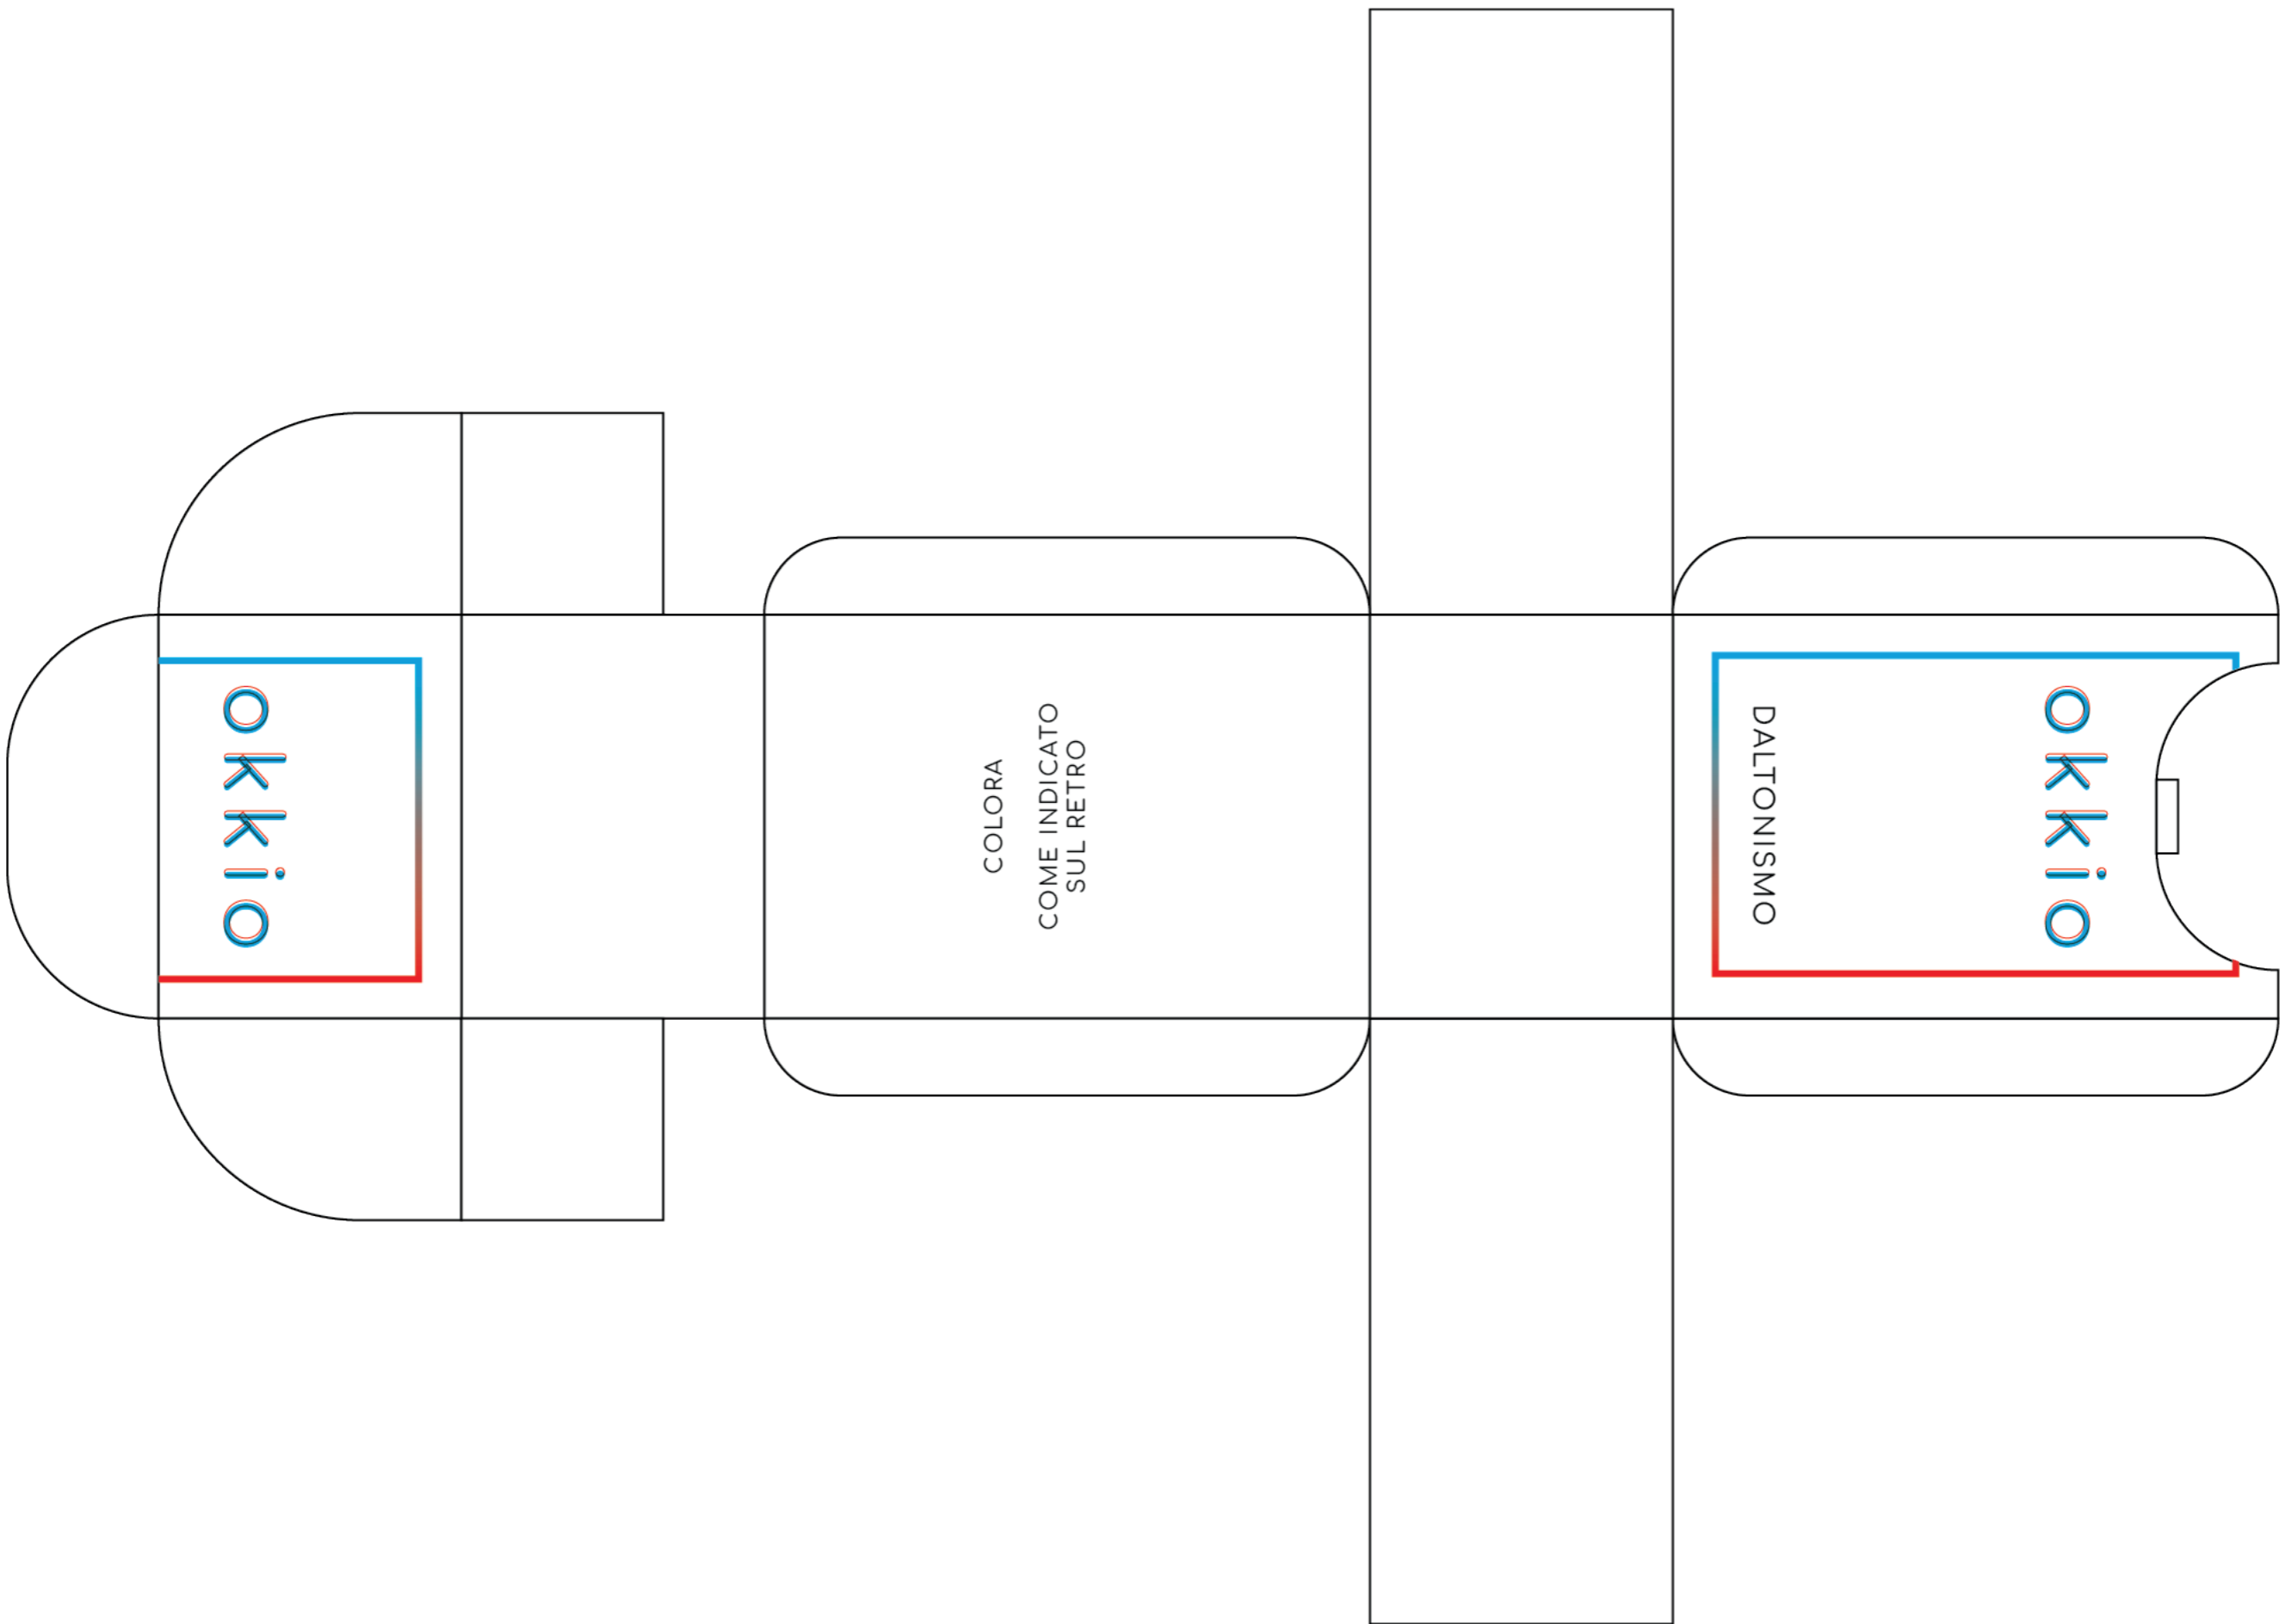 okkio
COLORA
COME INDICATO
SUL RETRO
DALTONISMO
okkio